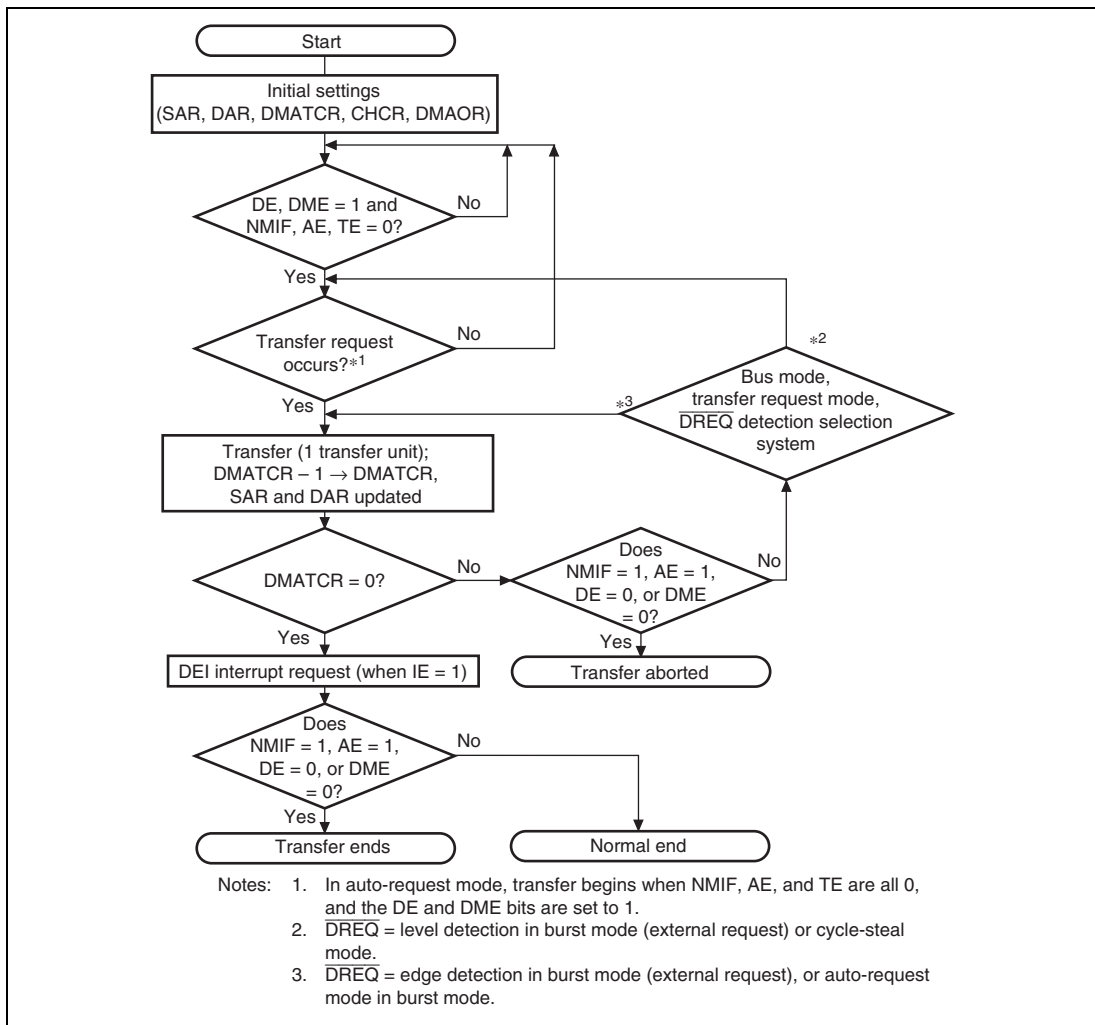 Start
Initial settings
(SAR, DAR, DMATCR, CHCR, DMAOR)
DE, DME = 1 and
NMIF, AE, TE = 0?
No
Yes
Transfer request
occurs?*1
No
Yes
*2
Bus mode,
transfer request mode,
DREQ detection selection
system
*3
Transfer (1 transfer unit);
DMATCR – 1 → DMATCR,
SAR and DAR updated
DMATCR = 0?
No
Yes
Does
NMIF = 1, AE = 1,
DE = 0, or DME
= 0?
No
Yes
Transfer aborted
DEI interrupt request (when IE = 1)
Does
NMIF = 1, AE = 1,
DE = 0, or DME
= 0?
No
Yes
Transfer ends
Normal end
Notes: 1. In auto-request mode, transfer begins when NMIF, AE, and TE are all 0,
and the DE and DME bits are set to 1.
2. DREQ = level detection in burst mode (external request) or cycle-steal
mode.
3. DREQ = edge detection in burst mode (external request), or auto-request
mode in burst mode.